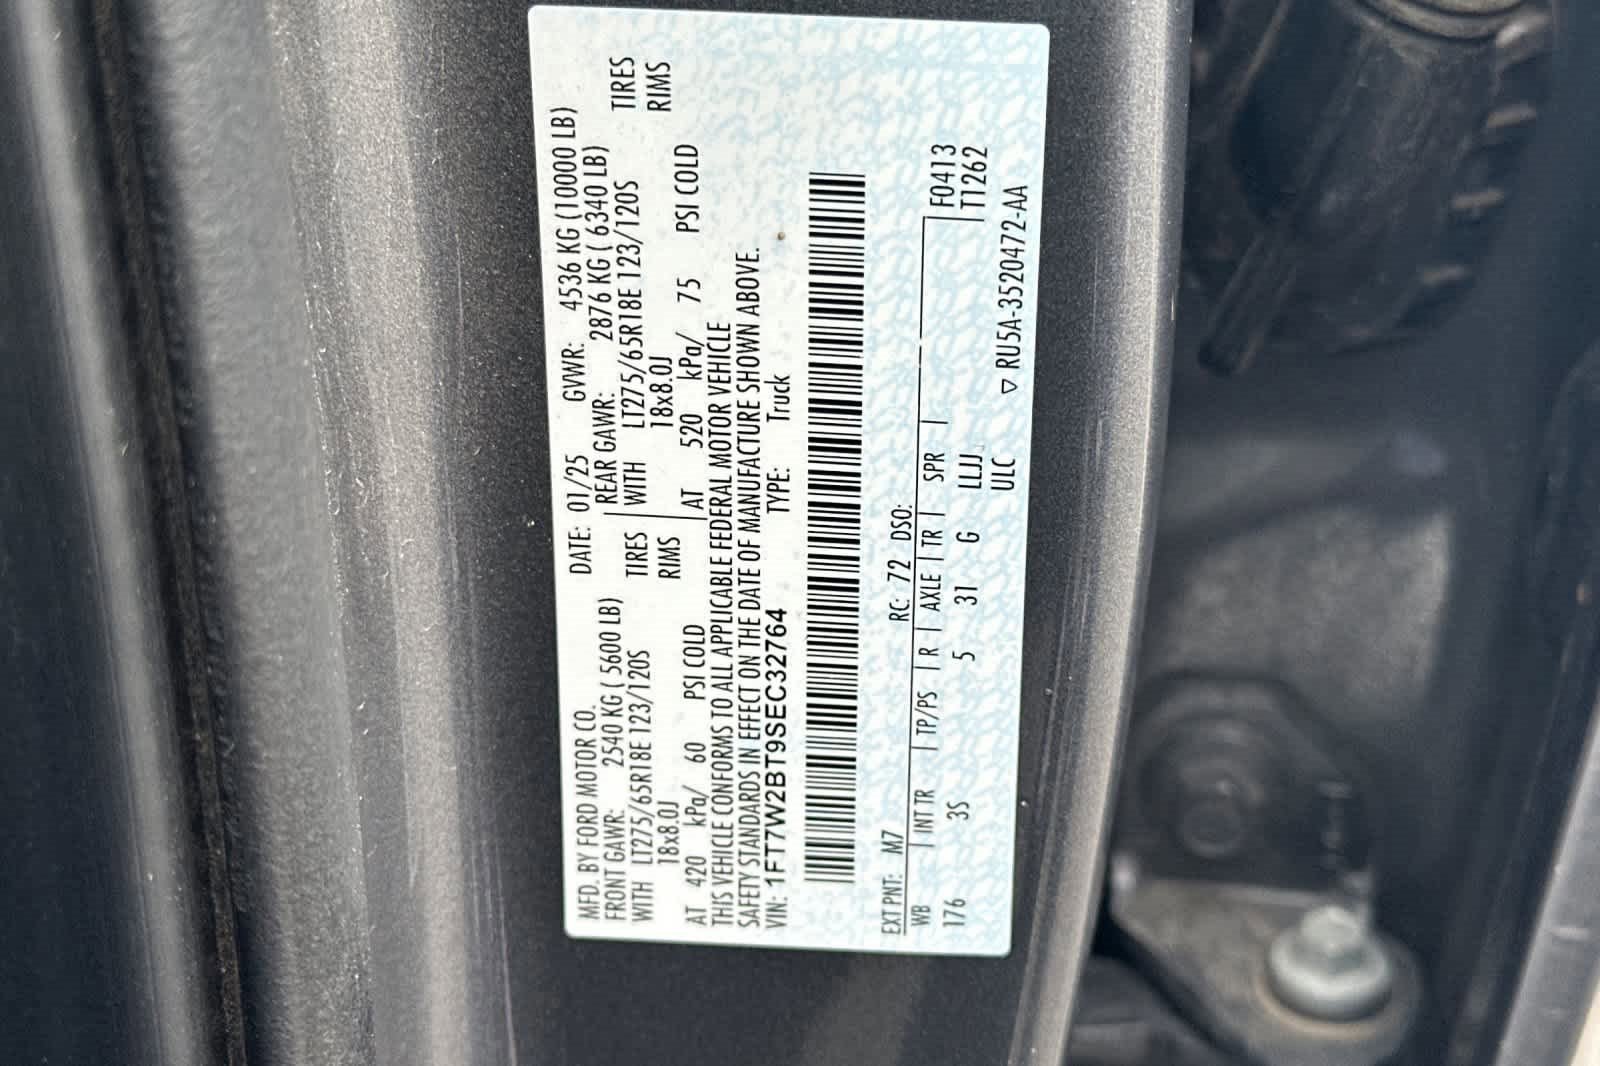 MFD. BY FORD MOTOR CO. DATE: 01/25 GVWR: 4536 KG (10000 LB)
FRONT GAWR: 2540 KG ( 5600 LB) REAR GAWR: 2876 KG ( 6340 LB)
WITH LT275/65R18E 123/120S TIRES WITH LT275/65R18E 123/120S TIRES
18x8.0J RIMS 18x8.0J RIMS
AT 420 kPa/ 60 PSI COLD AT 520 kPa/ 75 PSI COLD
THIS VEHICLE CONFORMS TO ALL APPLICABLE FEDERAL MOTOR VEHICLE
SAFETY STANDARDS IN EFFECT ON THE DATE OF MANUFACTURE SHOWN ABOVE.
VIN: 1FT7W2BT9SEC32764 TYPE: Truck
EXT PNT: M7 RC: 72 DSO:
WB | INT TR | TP/PS | R | AXLE | TR | SPR | F0413
176 3S 5 31 G LLJJ T1262
ULC ▽ RU5A-3520472-AA